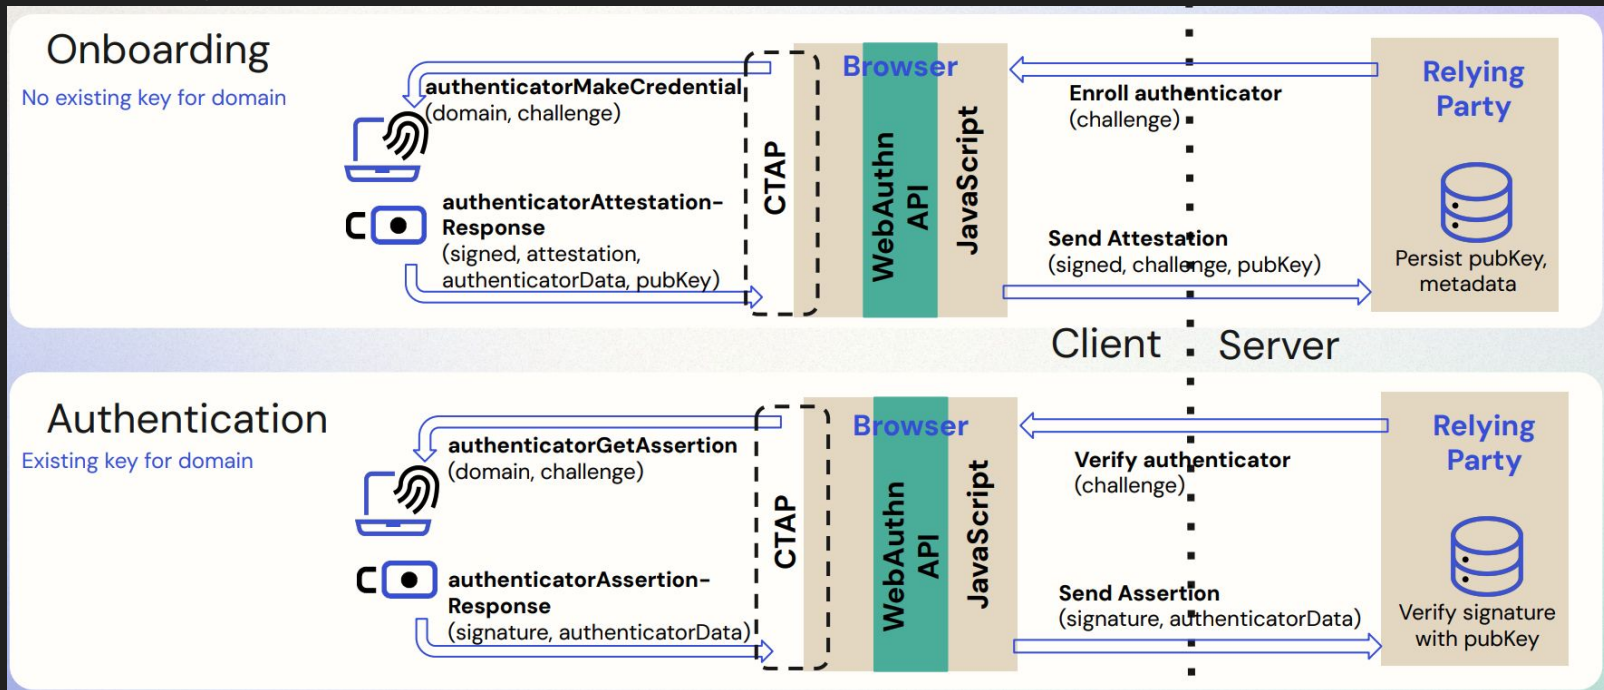 Onboarding
No existing key for domain
authenticatorMakeCredential
(domain, challenge)
authenticatorAttestation-
Response
(signed, attestation,
authenticatorData, pubKey)
CTAP
Browser
WebAuthn
API
JavaScript
Enroll authenticator
(challenge)
Send Attestation
(signed, challenge, pubKey)
Relying
Party
Persist pubKey,
metadata
Client
Server
Authentication
Existing key for domain
authenticatorGetAssertion
(domain, challenge)
authenticatorAssertion-
Response
(signature, authenticatorData)
CTAP
Browser
WebAuthn
API
JavaScript
Verify authenticator
(challenge)
Send Assertion
(signature, authenticatorData)
Relying
Party
Verify signature
with pubKey